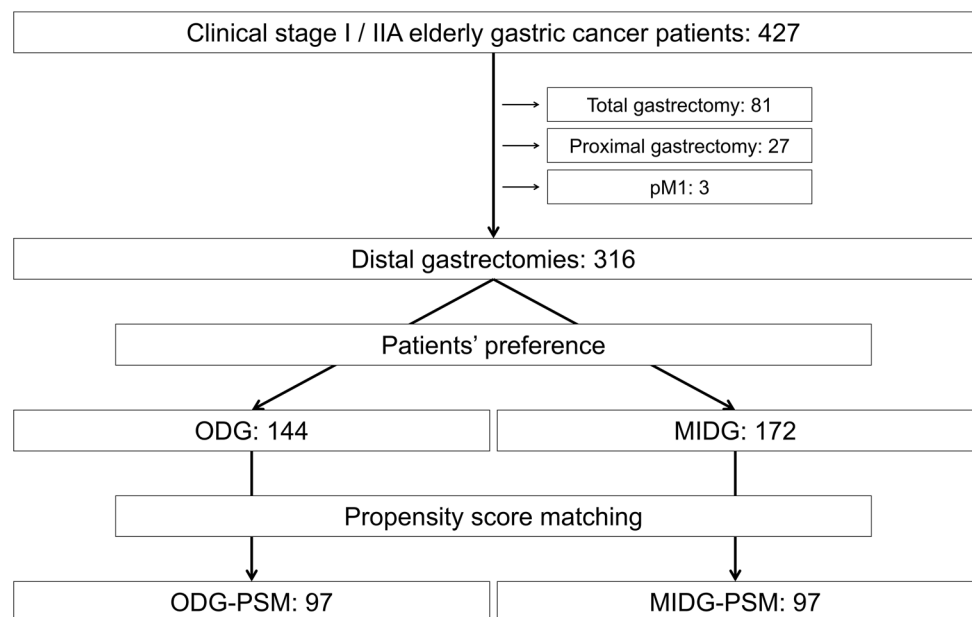 Clinical stage I / IIA elderly gastric cancer patients: 427
Total gastrectomy: 81
Proximal gastrectomy: 27
pM1: 3
Distal gastrectomies: 316
Patients’ preference
ODG: 144
MIDG: 172
Propensity score matching
ODG-PSM: 97
MIDG-PSM: 97